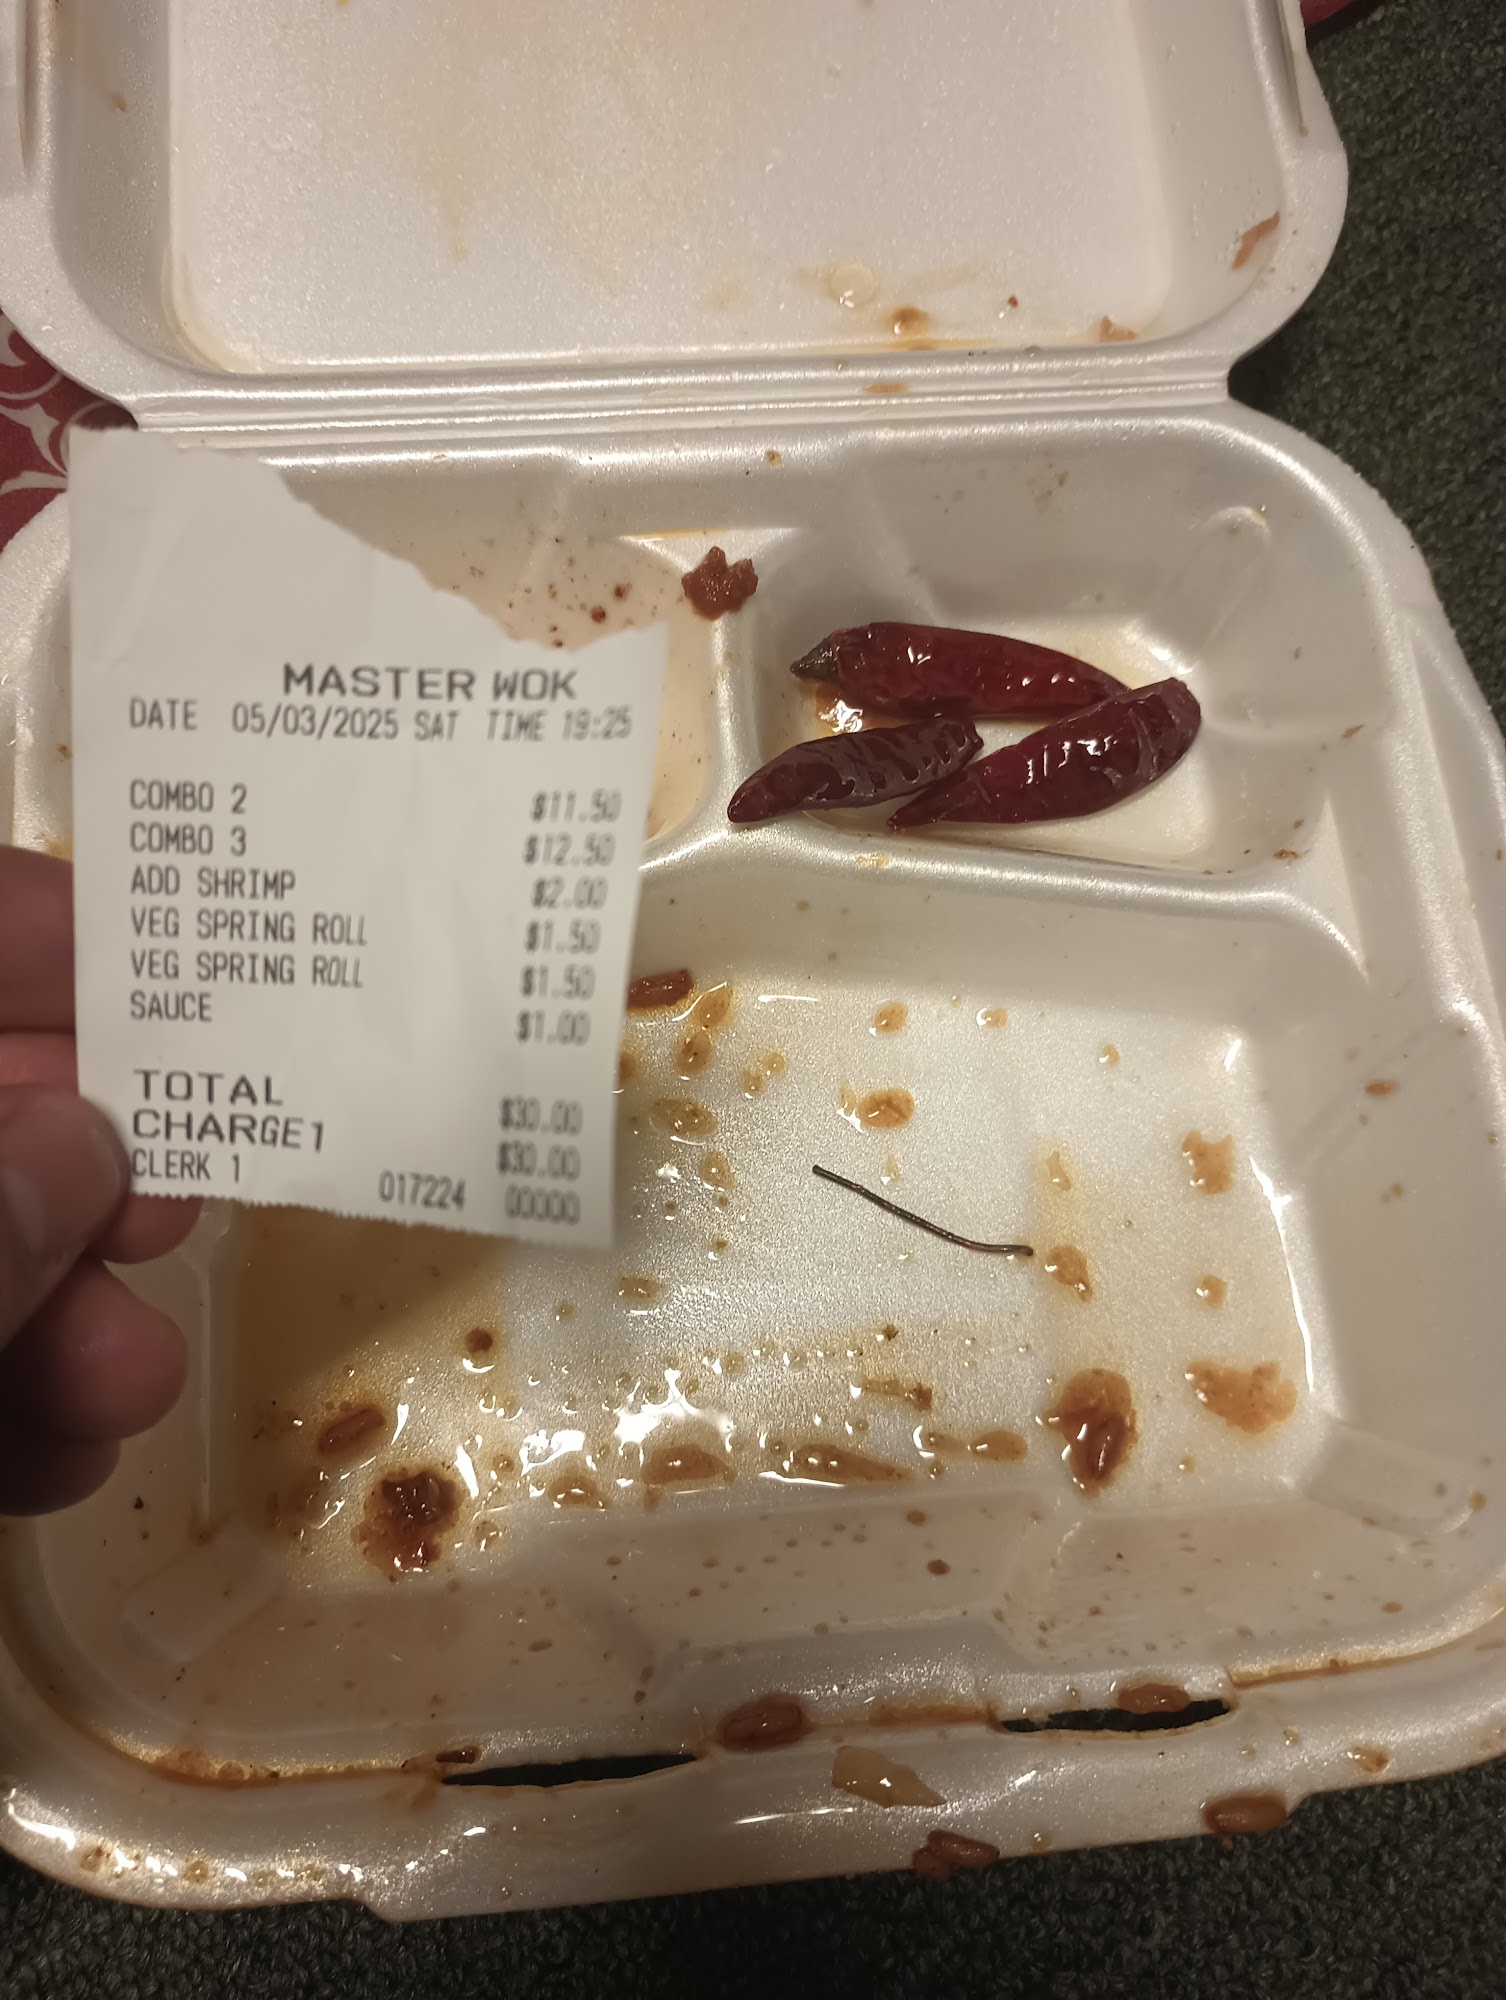 MASTER WOK
DATE 05/03/2025 SAT TIME 19:25
COMBO 2 $11.50
COMBO 3 $12.50
ADD SHRIMP $2.00
VEG SPRING ROLL $1.50
VEG SPRING ROLL $1.50
SAUCE $1.00
TOTAL $30.00
CHARGE1 $30.00
CLERK 1 017224 00000